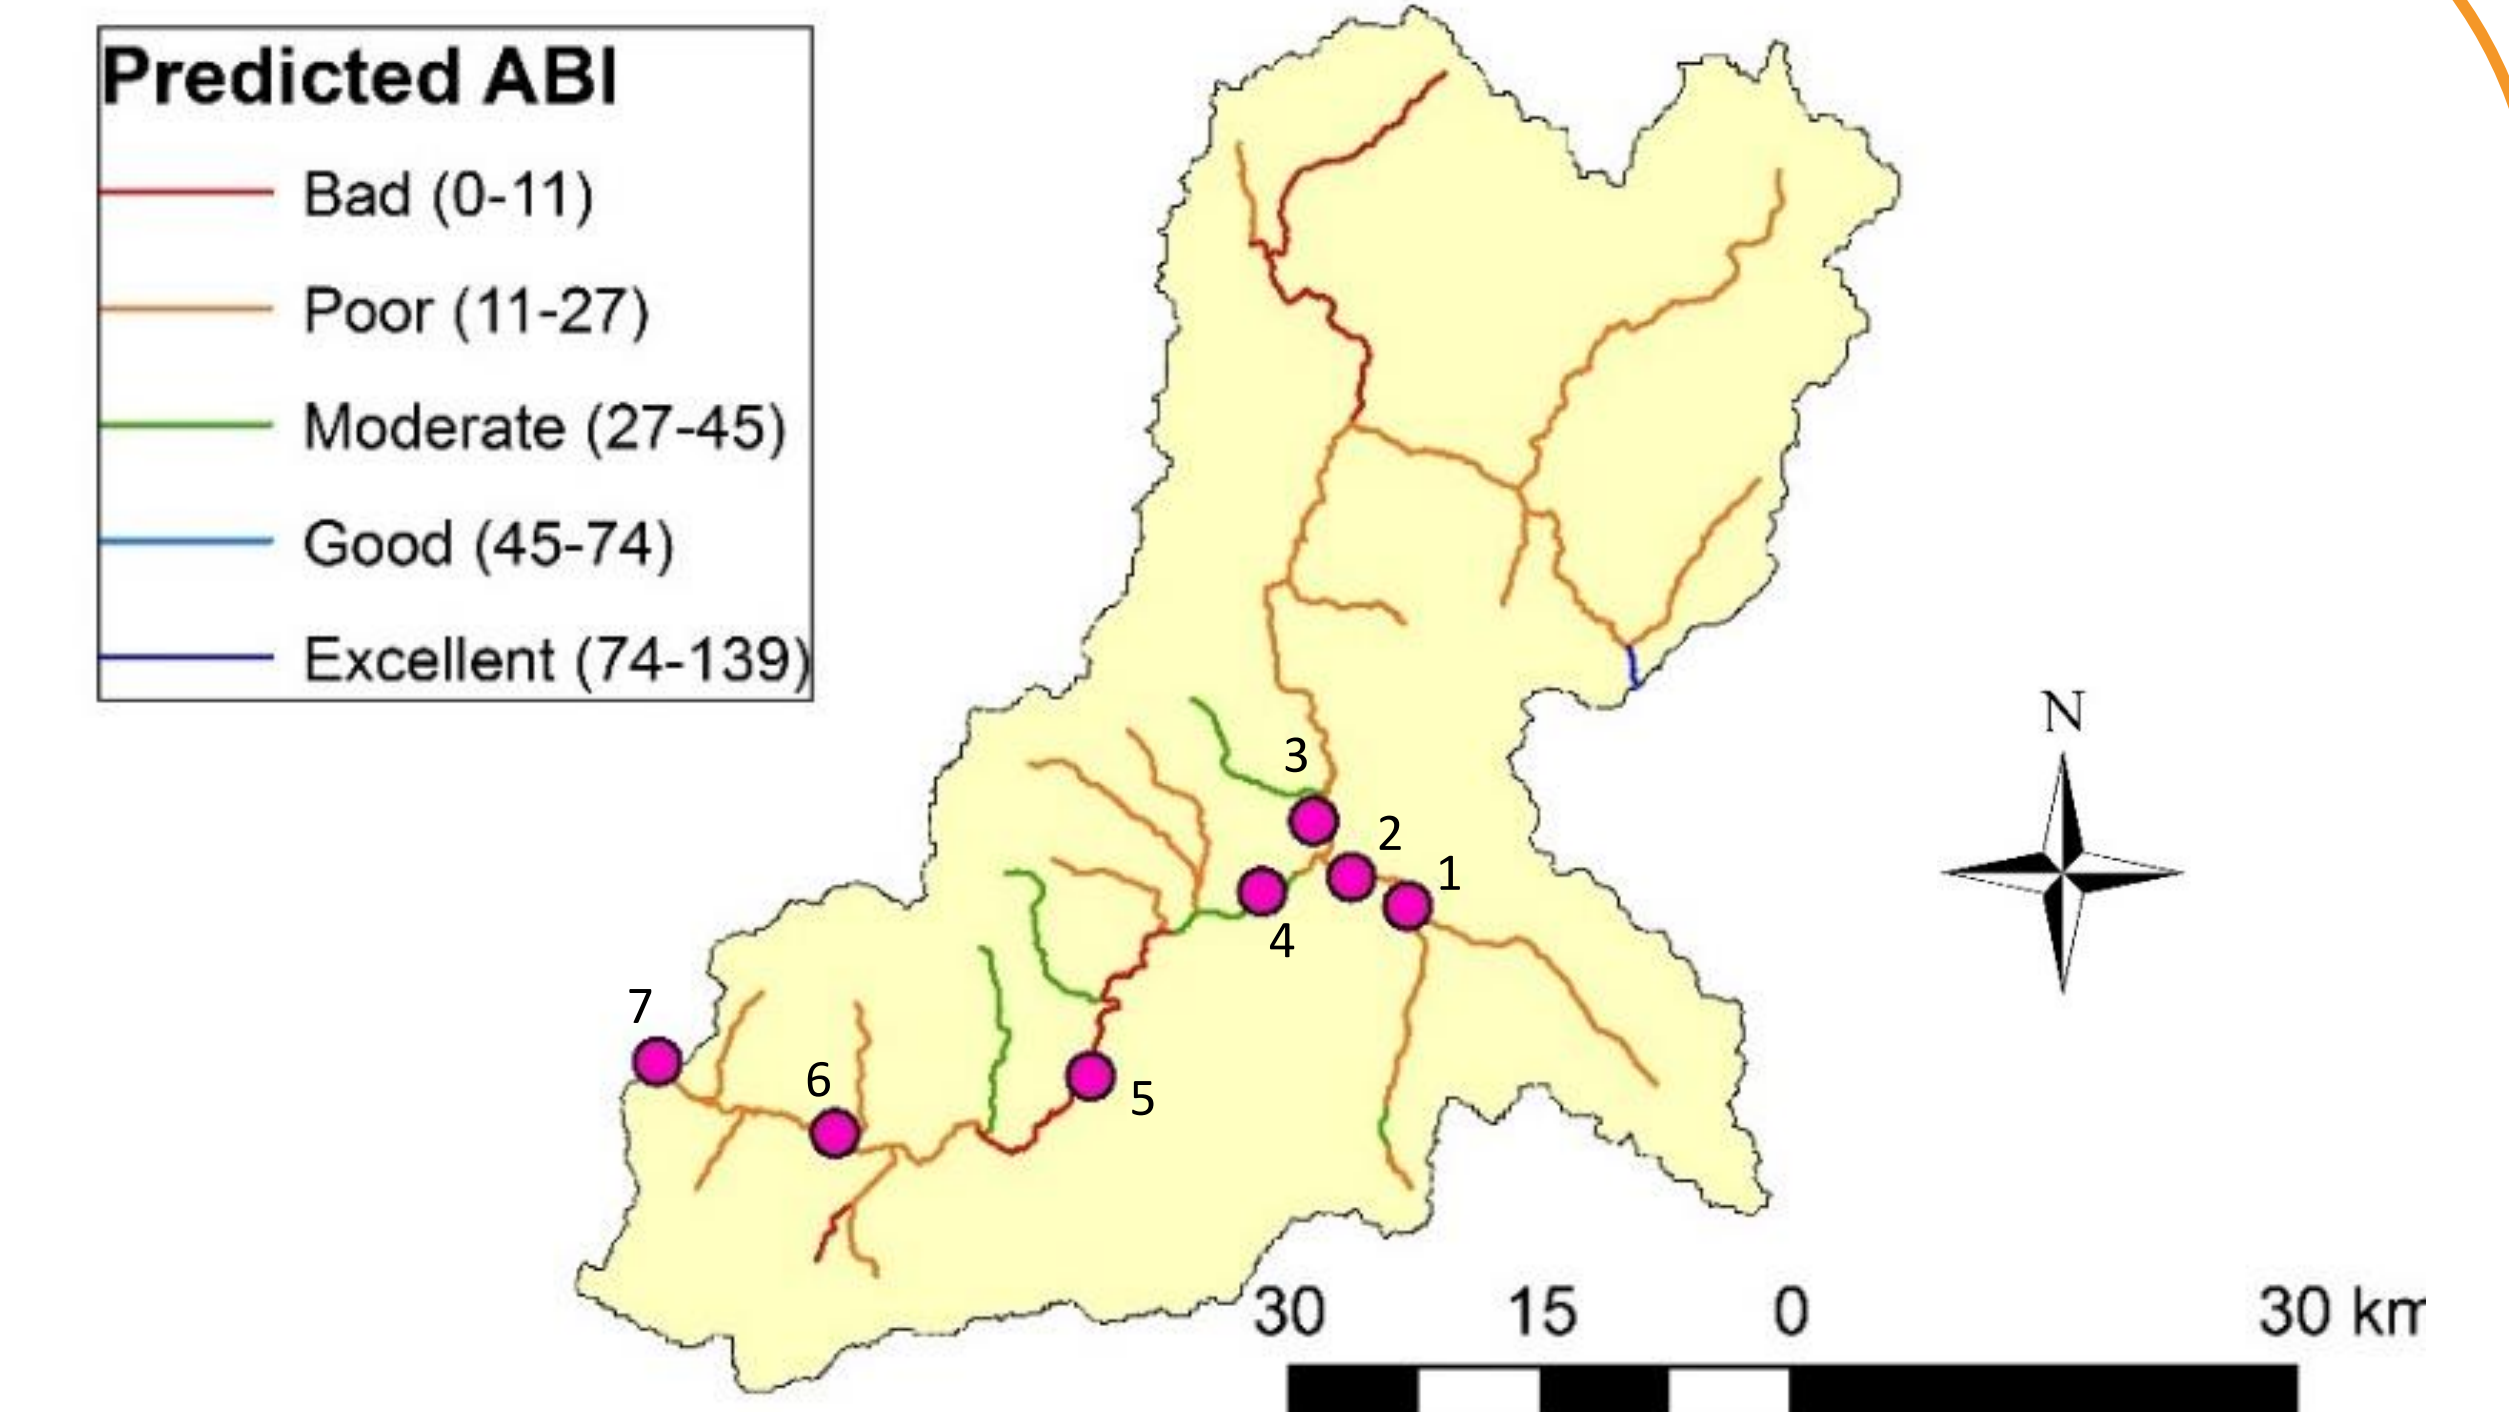 Predicted ABI
Bad (0-11)
Poor (11-27)
Moderate (27-45)
Good (45-74)
Excellent (74-139)
N
3
2
1
4
7
6
5
30 15 0 30 km